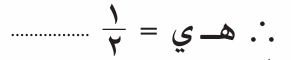 ∴ هـ ي = ١/٢ ..................